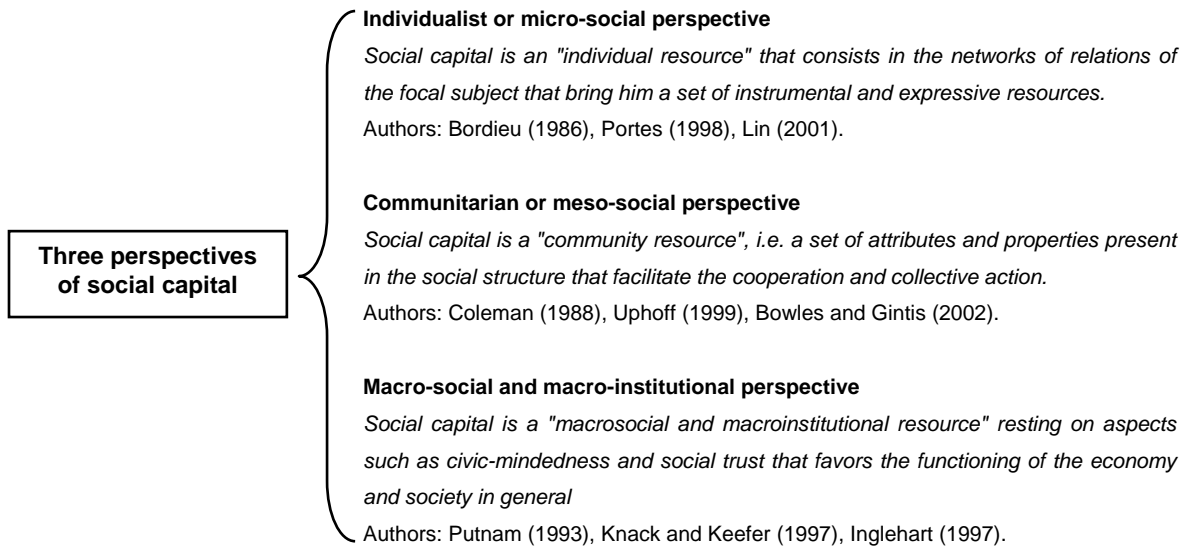 Three perspectives
of social capital
Individualist or micro-social perspective
Social capital is an "individual resource" that consists in the networks of relations of
the focal subject that bring him a set of instrumental and expressive resources.
Authors: Bordieu (1986), Portes (1998), Lin (2001).
Communitarian or meso-social perspective
Social capital is a "community resource", i.e. a set of attributes and properties present
in the social structure that facilitate the cooperation and collective action.
Authors: Coleman (1988), Uphoff (1999), Bowles and Gintis (2002).
Macro-social and macro-institutional perspective
Social capital is a "macrosocial and macroinstitutional resource" resting on aspects
such as civic-mindedness and social trust that favors the functioning of the economy
and society in general
Authors: Putnam (1993), Knack and Keefer (1997), Inglehart (1997).